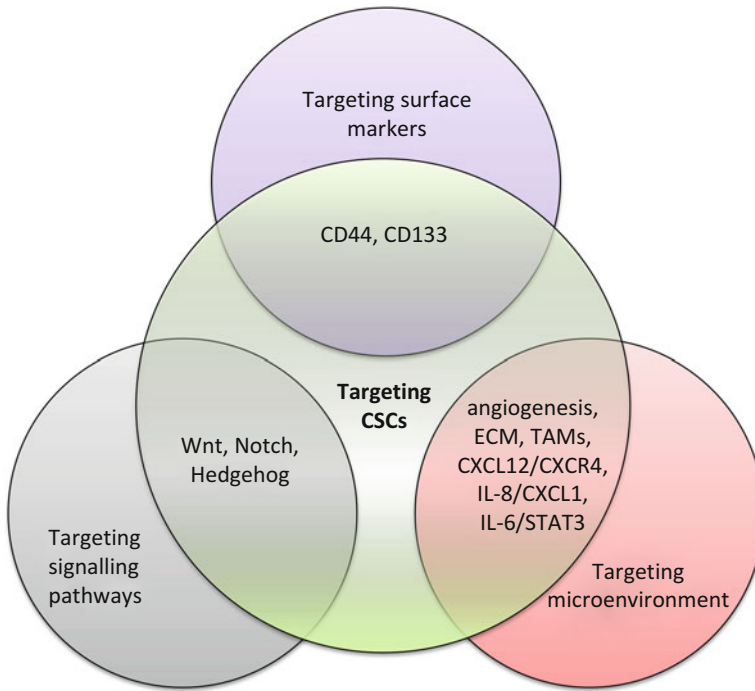 Targeting surface
markers
CD44, CD133
Targeting
CSCs
Wnt, Notch,
Hedgehog
angiogenesis,
ECM, TAMs,
CXCL12/CXCR4,
IL-8/CXCL1,
IL-6/STAT3
Targeting
signalling
pathways
Targeting
microenvironment